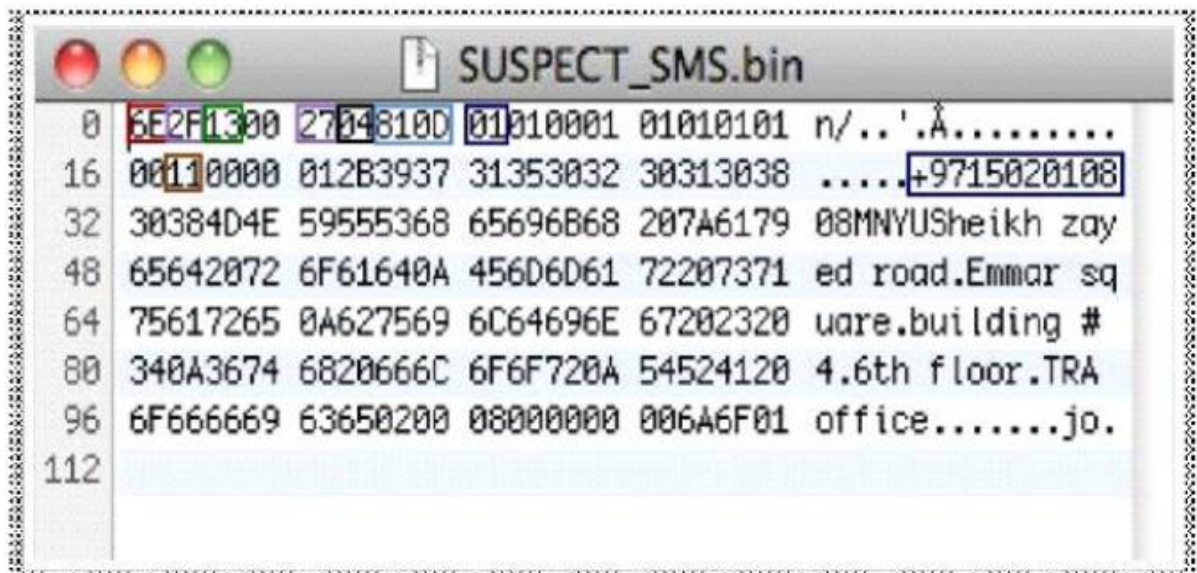 SUSPECT_SMS.bin
0 6E2F1300 2704810D 01010001 01010101 n/..'.Å.........
16 00110000 012B3937 31353032 30313038 .....+9715020108
32 30384D4E 59555368 65696B68 207A6179 08MNYUSheikh zay
48 65642072 6F61640A 456D6D61 72207371 ed road.Emmar sq
64 75617265 0A627569 6C64696E 67202320 uare.building #
80 340A3674 6820666C 6F6F720A 54524120 4.6th floor.TRA
96 6F666669 63650200 08000000 006A6F01 office.......jo.
112